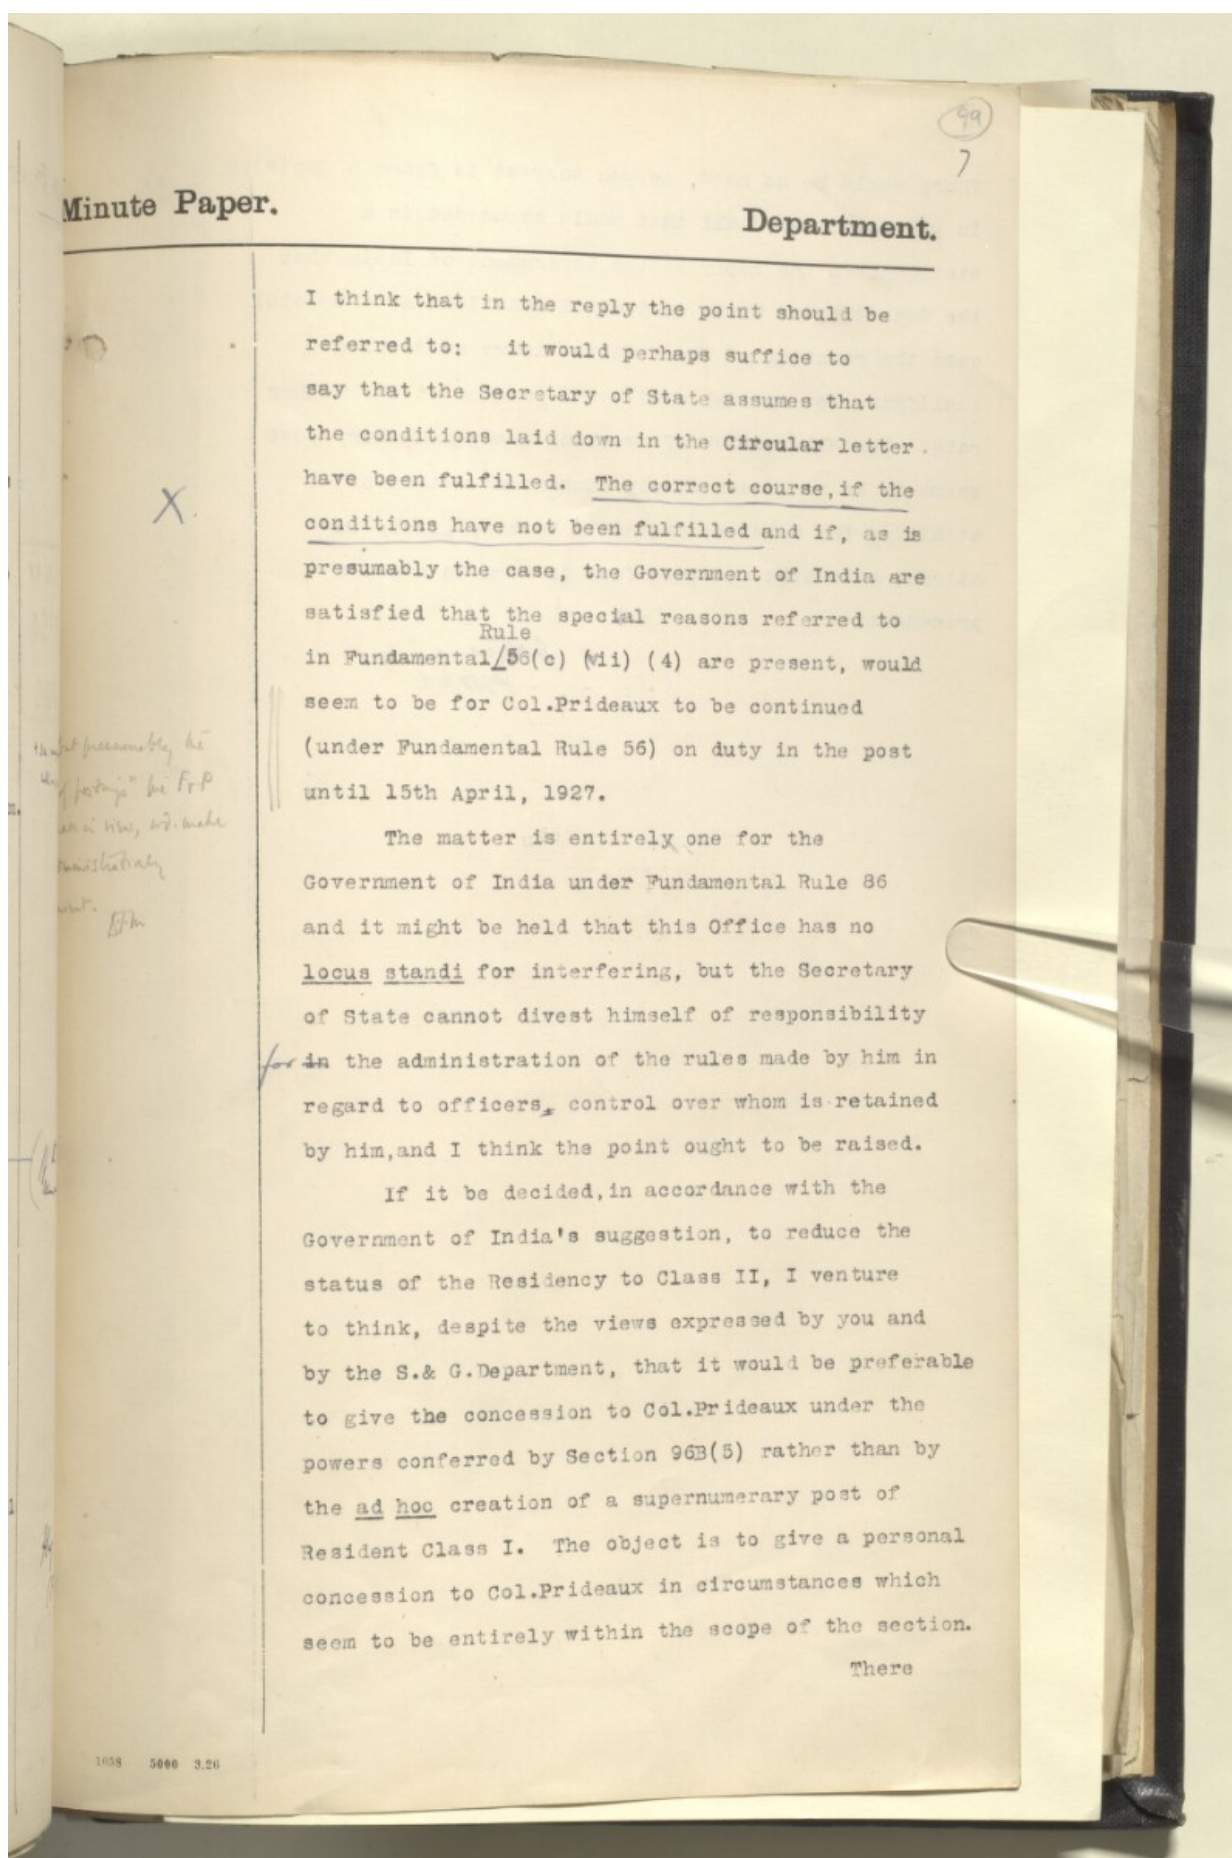 99
7
Minute Paper.
Department.
I think that in the reply the point should be
referred to: it would perhaps suffice to
say that the Secretary of State assumes that
the conditions laid down in the Circular letter.
have been fulfilled. The correct course, if the
X.
conditions have not been fulfilled and if, as is
presumably the case, the Government of India are
satisfied that the special reasons referred to
Rule
in Fundamental/56(c) (vii) (4) are present, would
seem to be for Col.Prideaux to be continued
(under Fundamental Rule 56) on duty in the post
until 15th April, 1927.
but presumably the
of postings" the F & P
in view, wd. make
administratively
The matter is entirely one for the
Government of India under Fundamental Rule 86
and it might be held that this Office has no
locus standi for interfering, but the Secretary
of State cannot divest himself of responsibility
for in the administration of the rules made by him in
regard to officers, control over whom is retained
by him,and I think the point ought to be raised.
If it be decided,in accordance with the
Government of India's suggestion, to reduce the
status of the Residency to Class II, I venture
to think, despite the views expressed by you and
by the S.& G.Department, that it would be preferable
to give the concession to Col.Prideaux under the
powers conferred by Section 96B(5) rather than by
the ad hoc creation of a supernumerary post of
Resident Class I. The object is to give a personal
concession to Col.Prideaux in circumstances which
seem to be entirely within the scope of the section.
There
1058 5000 3.26